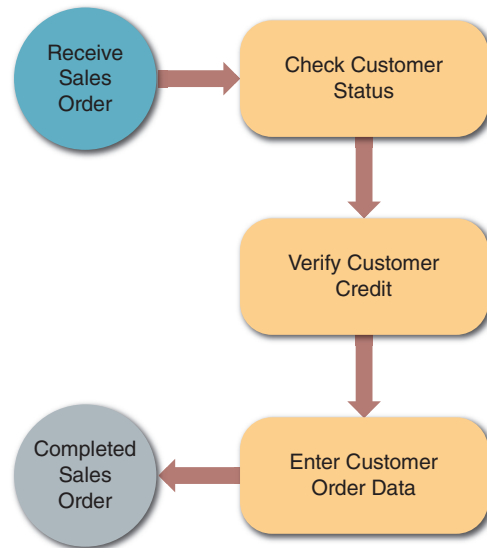 Receive
Sales
Order
Check Customer
Status
Verify Customer
Credit
Enter Customer
Order Data
Completed
Sales
Order